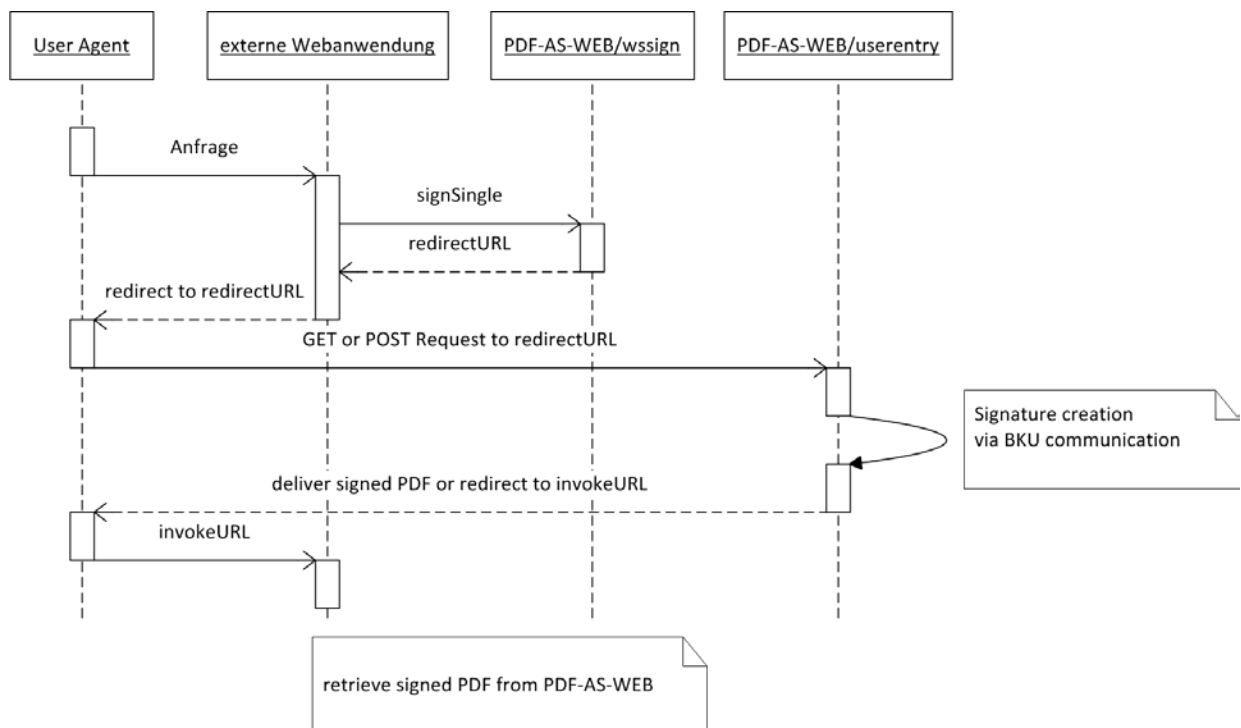 User Agent
externe Webanwendung
PDF-AS-WEB/wssign
PDF-AS-WEB/userentry
Anfrage
signSingle
redirectURL
redirect to redirectURL
GET or POST Request to redirectURL
Signature creation
via BKU communication
deliver signed PDF or redirect to invokeURL
invokeURL
retrieve signed PDF from PDF-AS-WEB